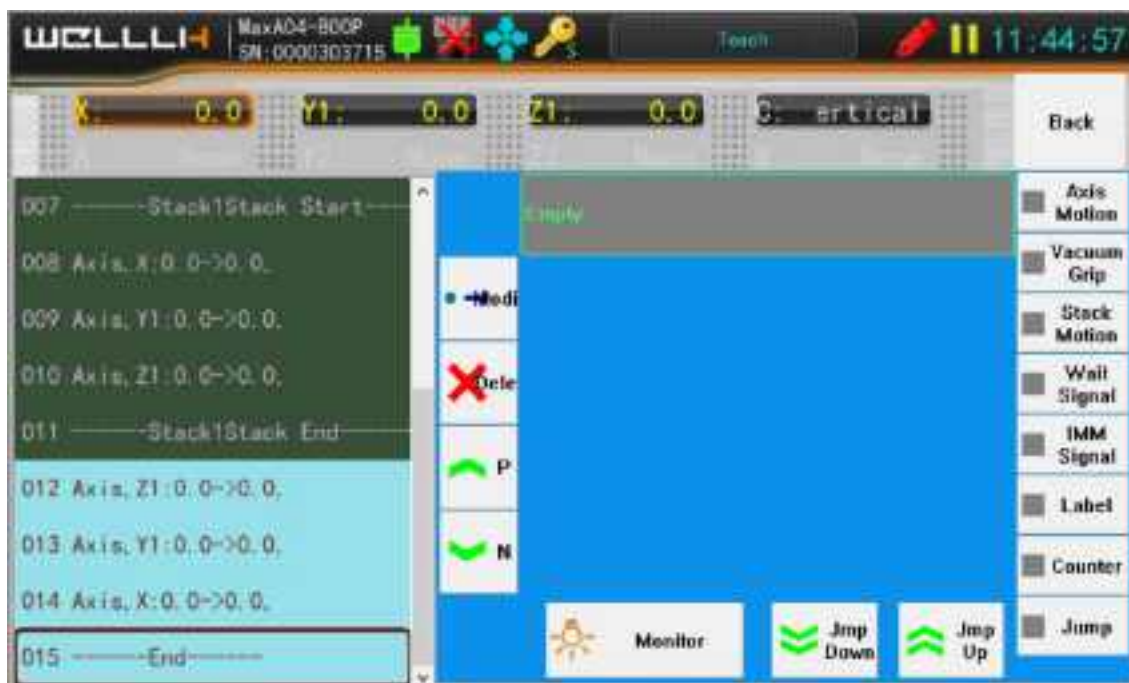 WELLLIH
MaxAO4-800P
SN:0000303715
Teach
11:44:57
X: 0.0
Y1: 0.0
Z1: 0.0
C: ertical
Back
007 -----Stack1Stack Start----
008 Axis,X:0.0->0.0,
009 Axis,Y1:0.0->0.0,
010 Axis,Z1:0.0->0.0,
011 -----Stack1Stack End----
012 Axis,Z1:0.0->0.0,
013 Axis,Y1:0.0->0.0,
014 Axis,X:0.0->0.0,
015 -----End------
Modi
Dele
P
N
Empty
Monitor
Jmp
Down
Jmp
Up
Axis
Motion
Vacuum
Grip
Stack
Motion
Wait
Signal
IMM
Signal
Label
Counter
Jump